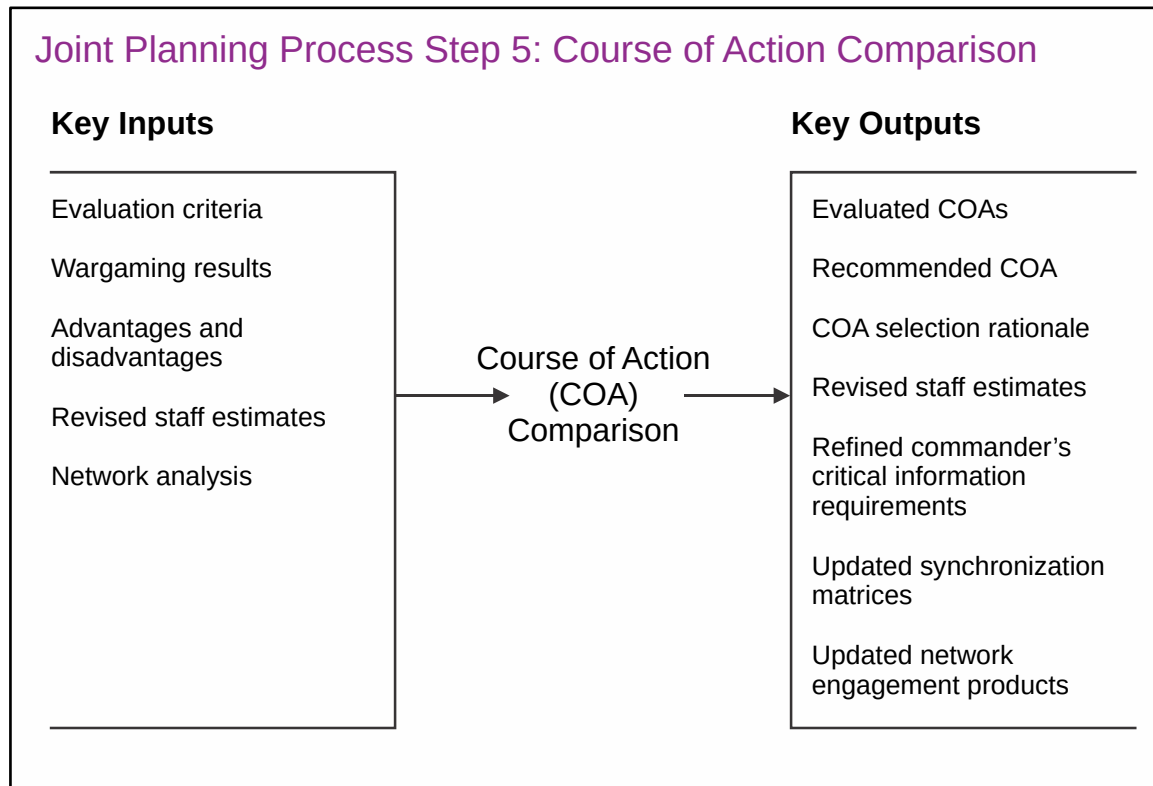 Joint Planning Process Step 5: Course of Action Comparison
Key Inputs
Evaluation criteria
Wargaming results
Advantages and
disadvantages
Revised staff estimates
Network analysis
Course of Action
(COA)
Comparison
Key Outputs
Evaluated COAs
Recommended COA
COA selection rationale
Revised staff estimates
Refined commander’s
critical information
requirements
Updated synchronization
matrices
Updated network
engagement products